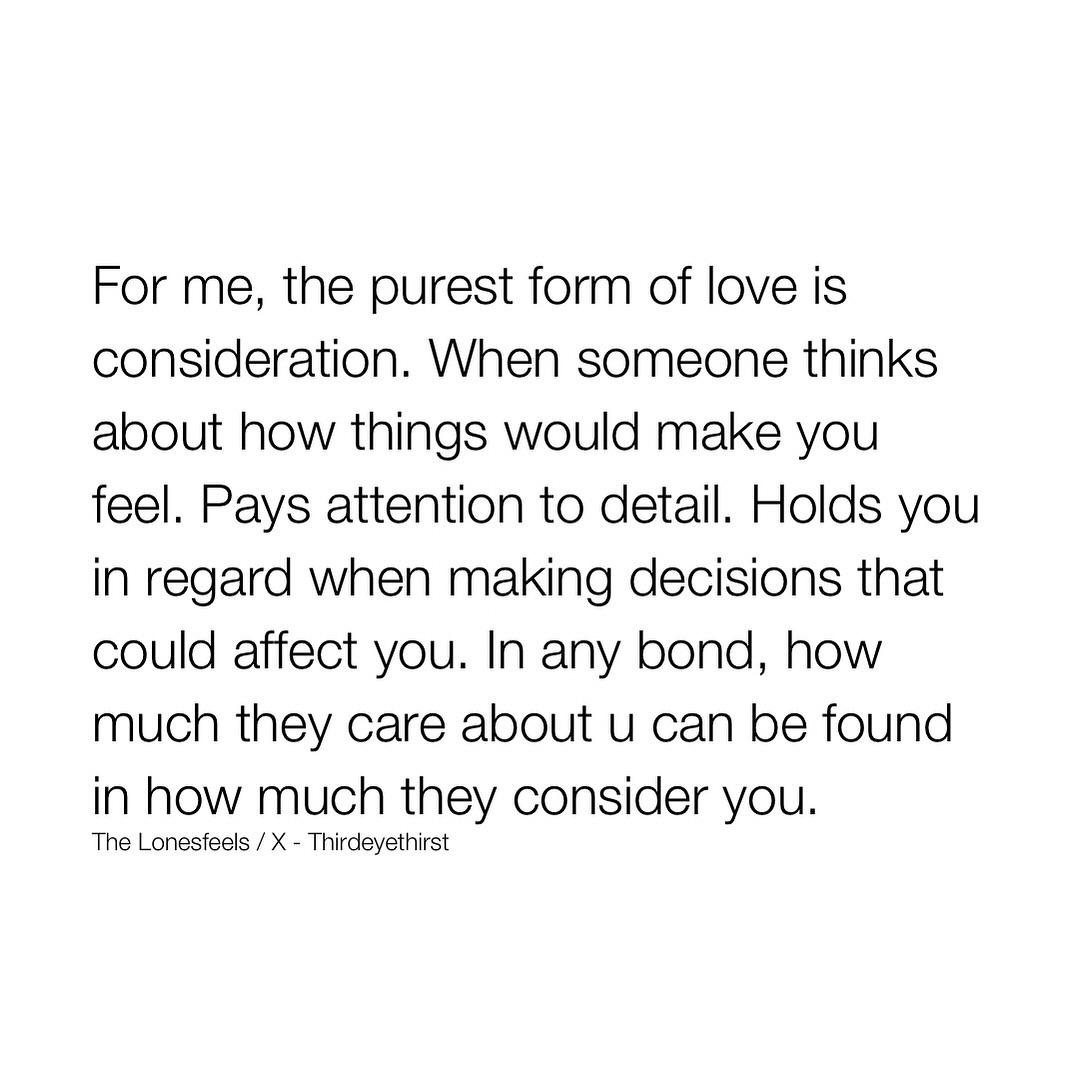 For me, the purest form of love is
consideration. When someone thinks
about how things would make you
feel. Pays attention to detail. Holds you
in regard when making decisions that
could affect you. In any bond, how
much they care about u can be found
in how much they consider you.
The Lonesfeels / X - Thirdeyethirst